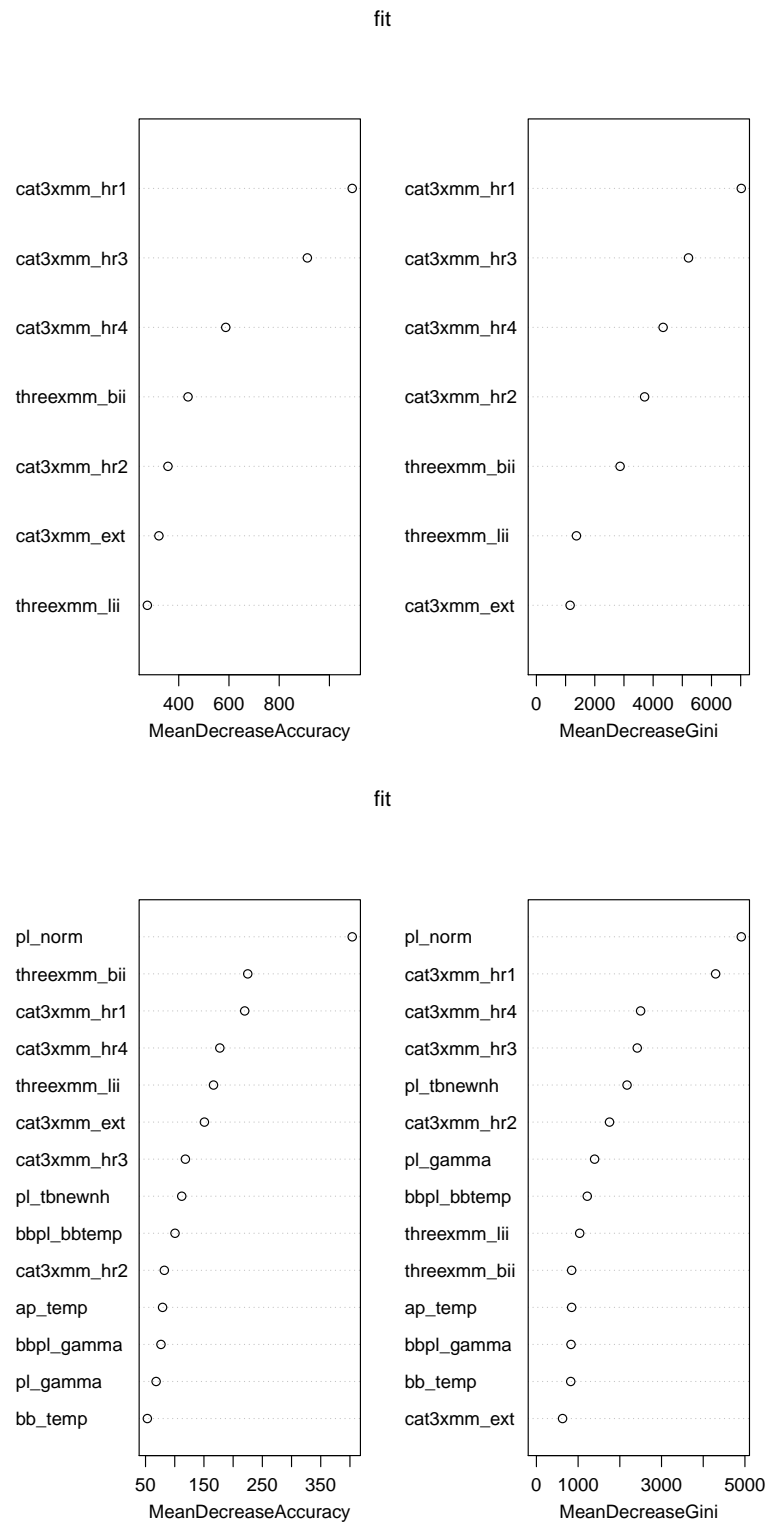 fit
cat3xmm_hr1
cat3xmm_hr3
cat3xmm_hr4
threexmm_bii
cat3xmm_hr2
cat3xmm_ext
threexmm_lii
400 600 800
MeanDecreaseAccuracy
cat3xmm_hr1
cat3xmm_hr3
cat3xmm_hr4
cat3xmm_hr2
threexmm_bii
threexmm_lii
cat3xmm_ext
0 2000 4000 6000
MeanDecreaseGini
fit
pl_norm
threexmm_bii
cat3xmm_hr1
cat3xmm_hr4
threexmm_lii
cat3xmm_ext
cat3xmm_hr3
pl_tbnewnh
bbpl_bbtemp
cat3xmm_hr2
ap_temp
bbpl_gamma
pl_gamma
bb_temp
50 150 250 350
MeanDecreaseAccuracy
pl_norm
cat3xmm_hr1
cat3xmm_hr4
cat3xmm_hr3
pl_tbnewnh
cat3xmm_hr2
pl_gamma
bbpl_bbtemp
threexmm_lii
threexmm_bii
ap_temp
bbpl_gamma
bb_temp
cat3xmm_ext
0 1000 3000 5000
MeanDecreaseGini